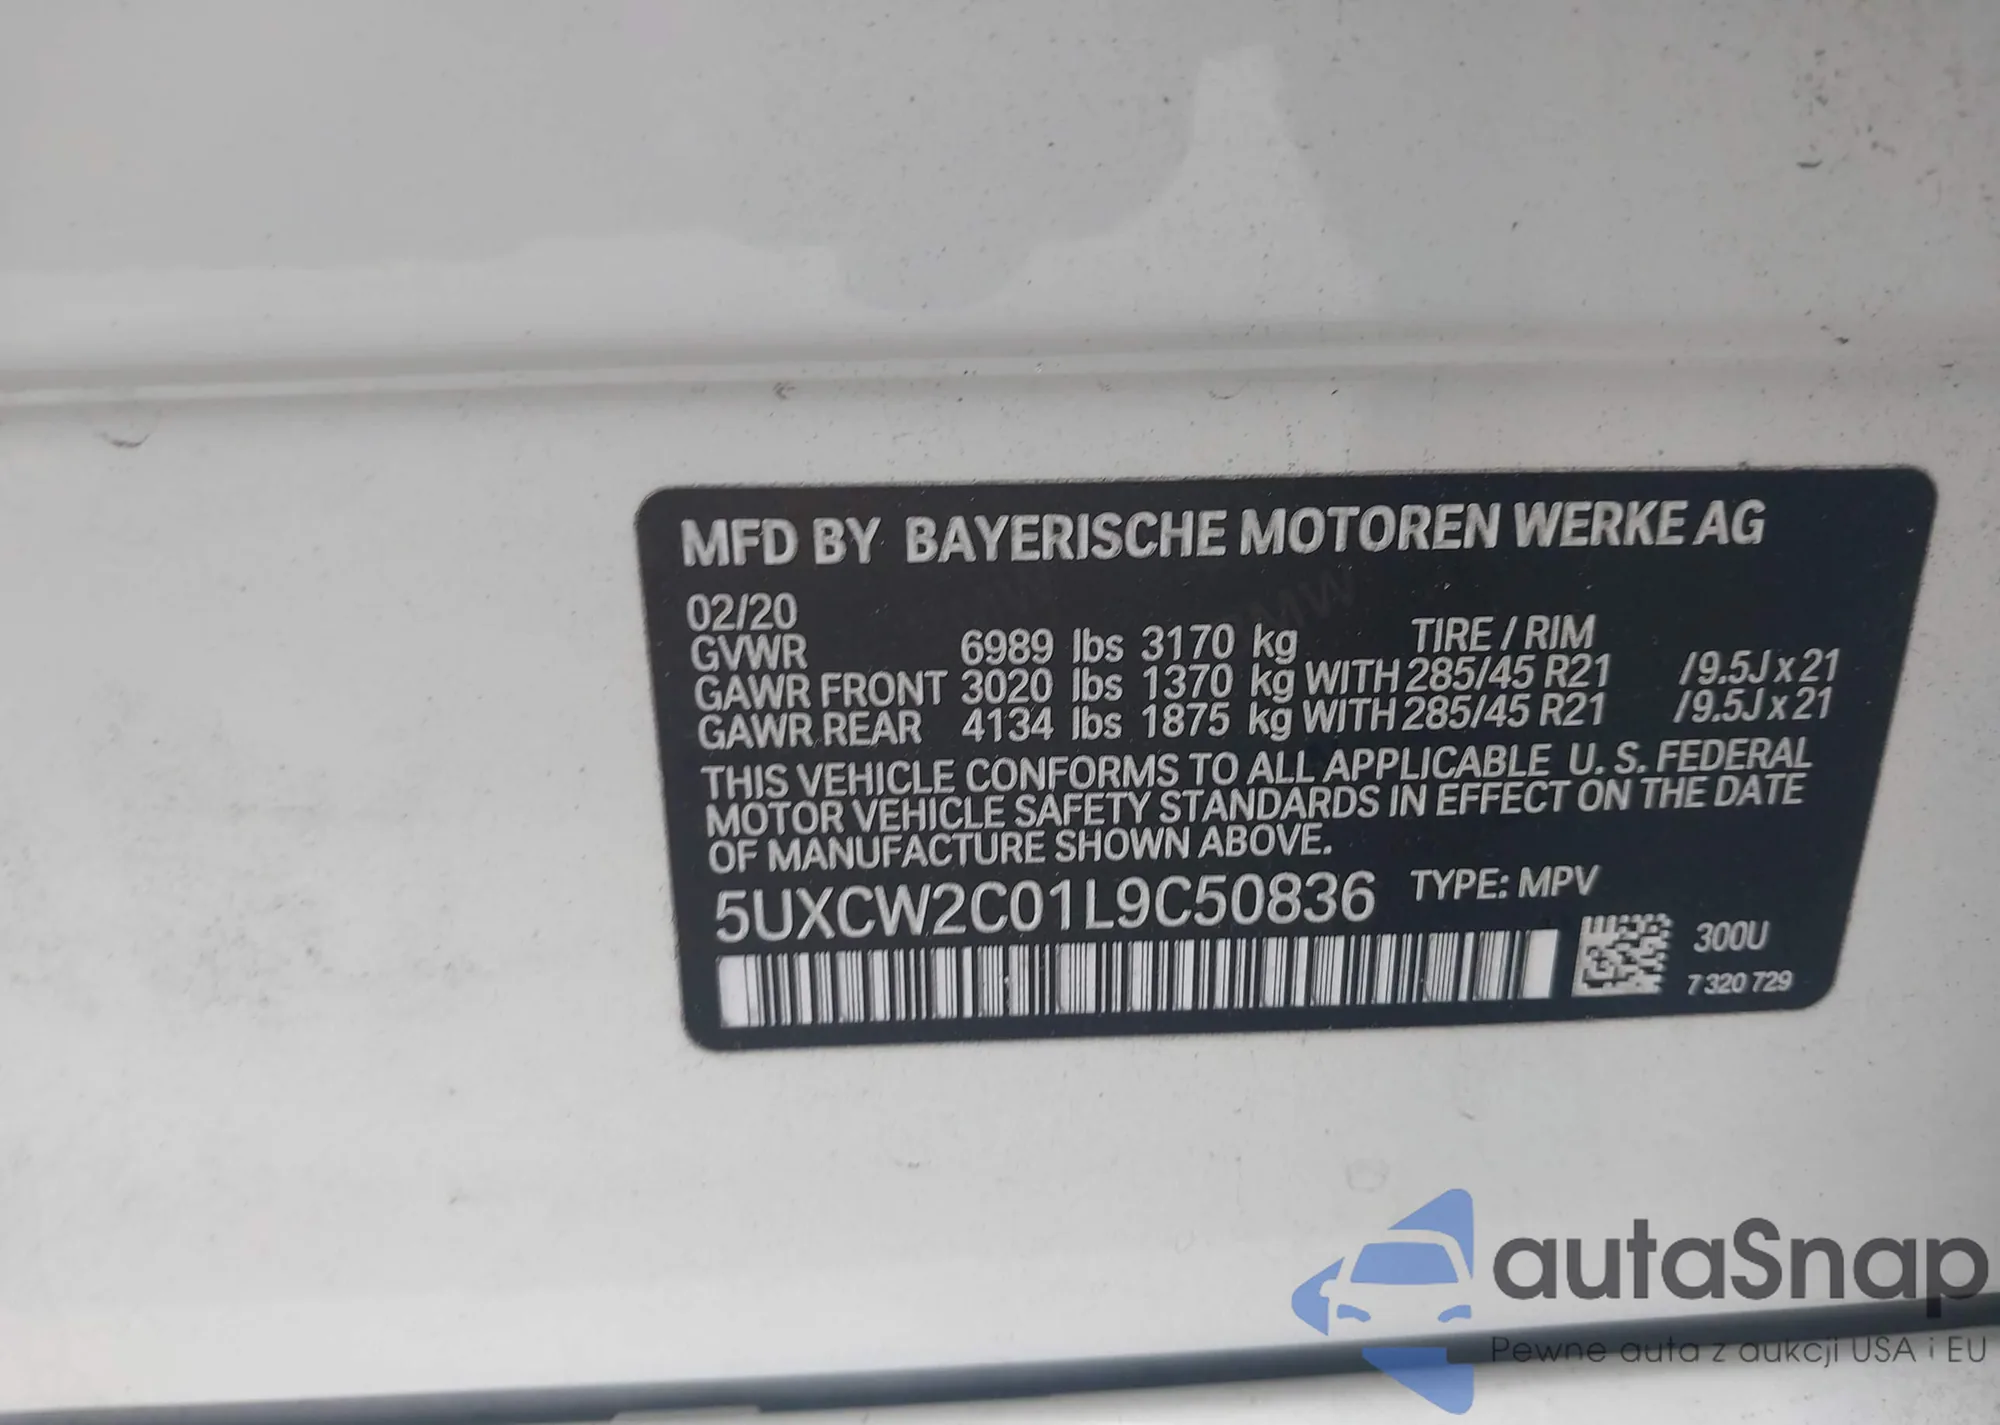 MFD BY BAYERISCHE MOTOREN WERKE AG
02/20
GVWR 6989 lbs 3170 kg TIRE / RIM
GAWR FRONT 3020 lbs 1370 kg WITH 285/45 R21 /9.5J x 21
GAWR REAR 4134 lbs 1875 kg WITH 285/45 R21 /9.5J x 21
THIS VEHICLE CONFORMS TO ALL APPLICABLE U. S. FEDERAL
MOTOR VEHICLE SAFETY STANDARDS IN EFFECT ON THE DATE
OF MANUFACTURE SHOWN ABOVE.
5UXCW2C01L9C50836 TYPE: MPV
300U
7 320 729
autaSnap
Pewne auta z aukcji USA i EU